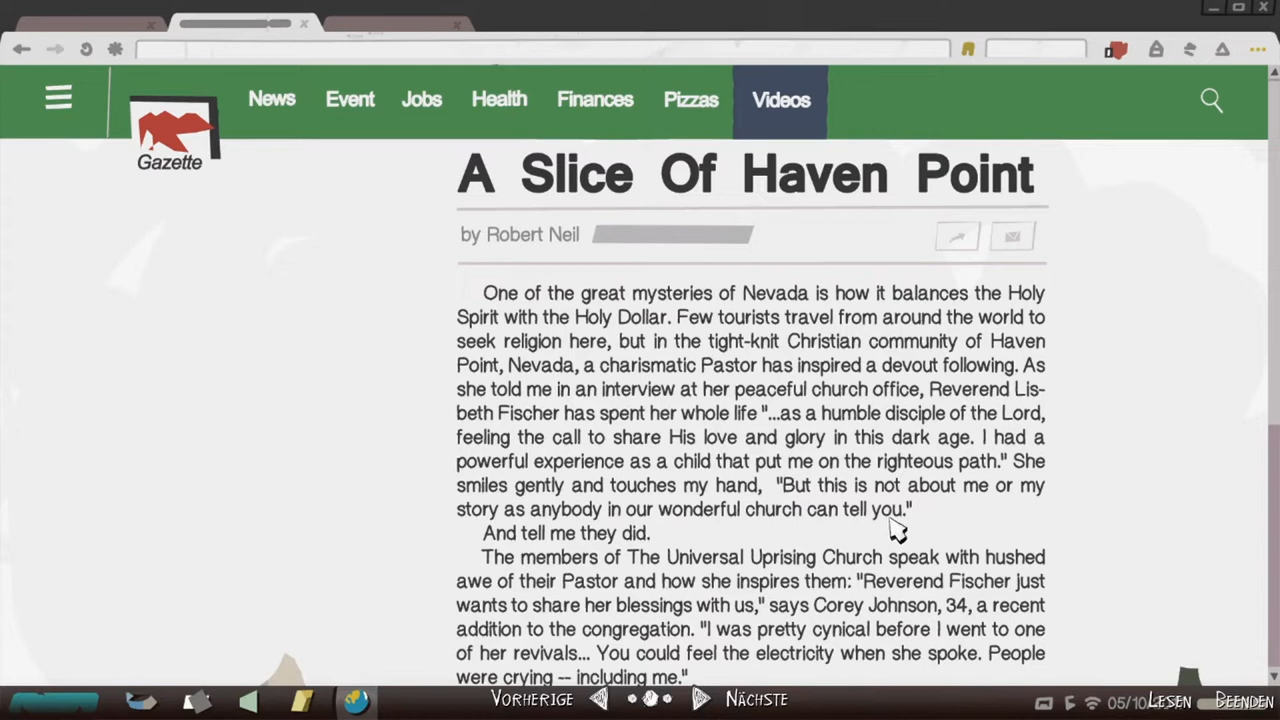 News Event Jobs Health Finances Pizzas Videos
Gazette
A Slice Of Haven Point
by Robert Neil
One of the great mysteries of Nevada is how it balances the Holy
Spirit with the Holy Dollar. Few tourists travel from around the world to
seek religion here, but in the tight-knit Christian community of Haven
Point, Nevada, a charismatic Pastor has inspired a devout following. As
she told me in an interview at her peaceful church office, Reverend Lis-
beth Fischer has spent her whole life "...as a humble disciple of the Lord,
feeling the call to share His love and glory in this dark age. I had a
powerful experience as a child that put me on the righteous path." She
smiles gently and touches my hand, "But this is not about me or my
story as anybody in our wonderful church can tell you."
And tell me they did.
The members of The Universal Uprising Church speak with hushed
awe of their Pastor and how she inspires them: "Reverend Fischer just
wants to share her blessings with us," says Corey Johnson, 34, a recent
addition to the congregation. "I was pretty cynical before I went to one
of her revivals... You could feel the electricity when she spoke. People
were crying -- including me."
Vorherige Nächste
05/10 Lesen Beenden